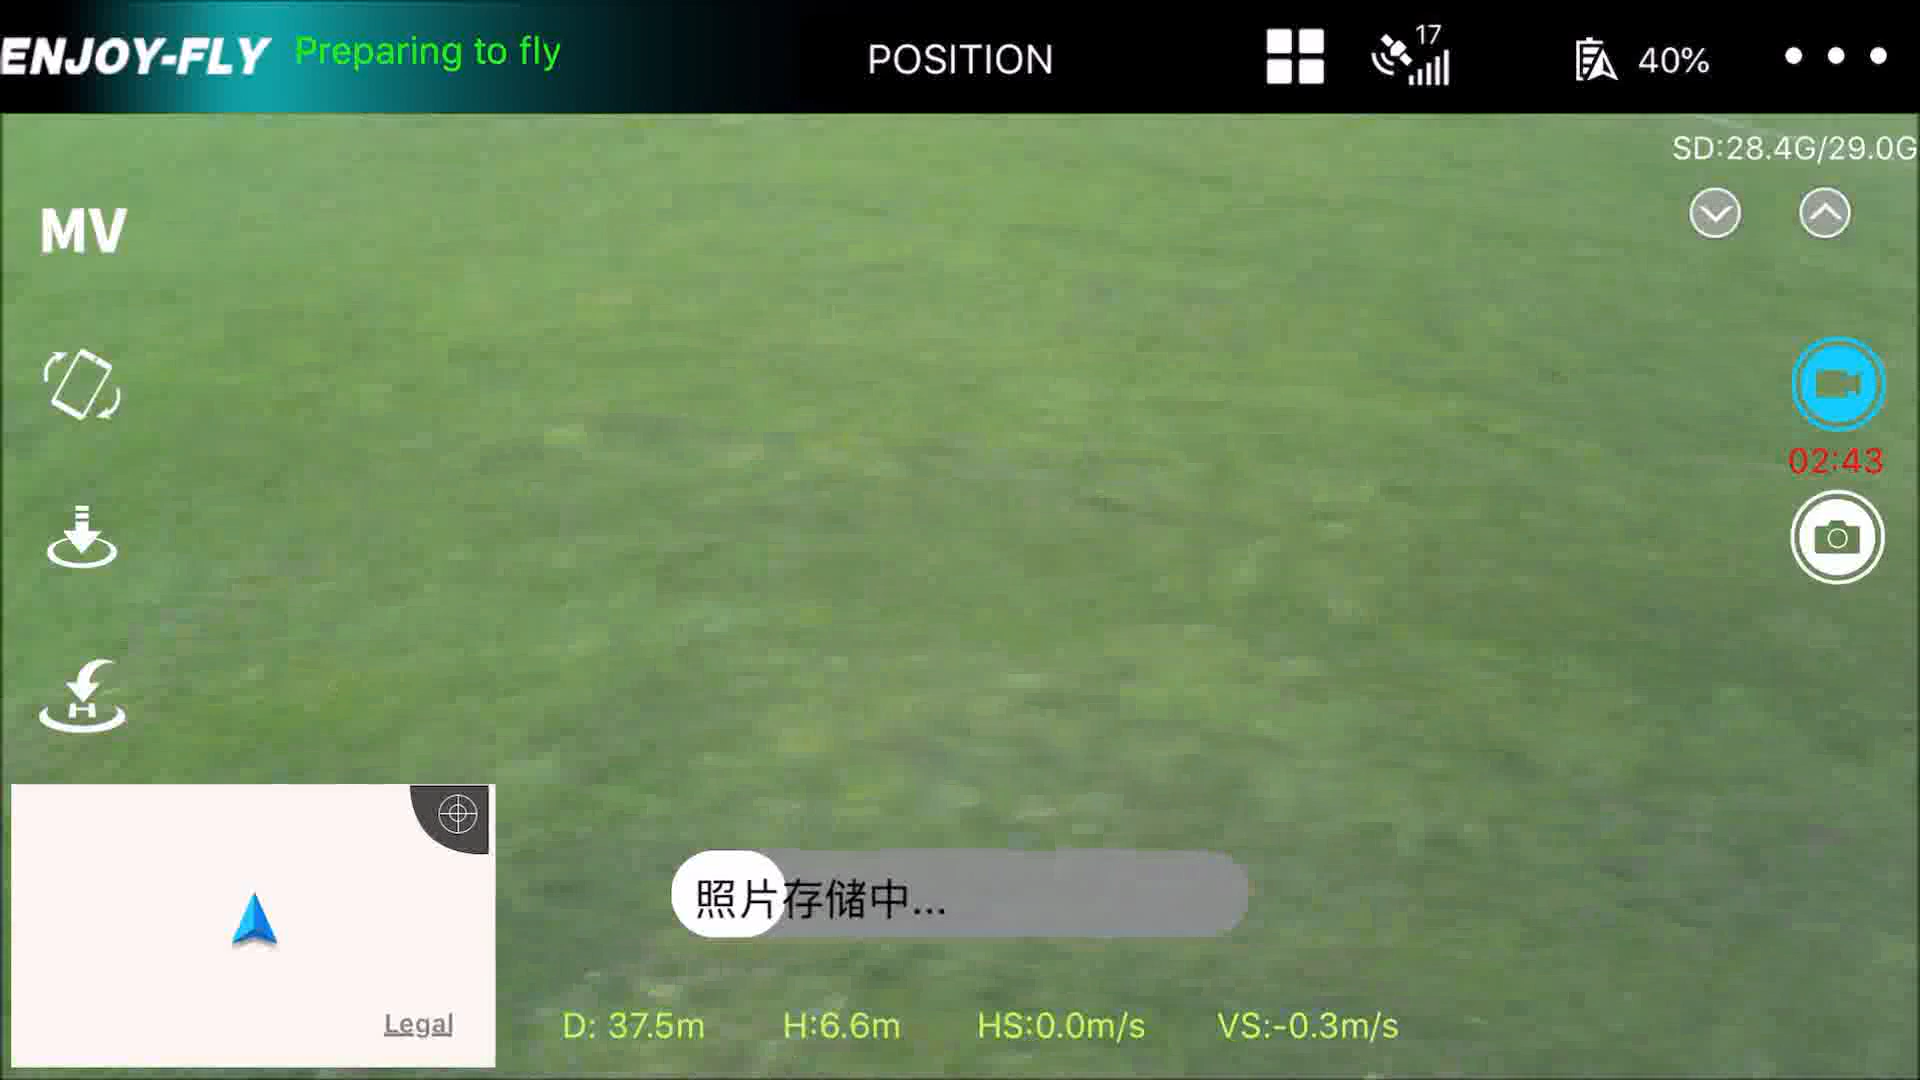 ENJOY-FLY Preparing to fly POSITION 17 40%
SD:28.4G/29.0G
MV
02:43
照片存储中...
Legal
D: 37.5m H:6.6m HS:0.0m/s VS:-0.3m/s